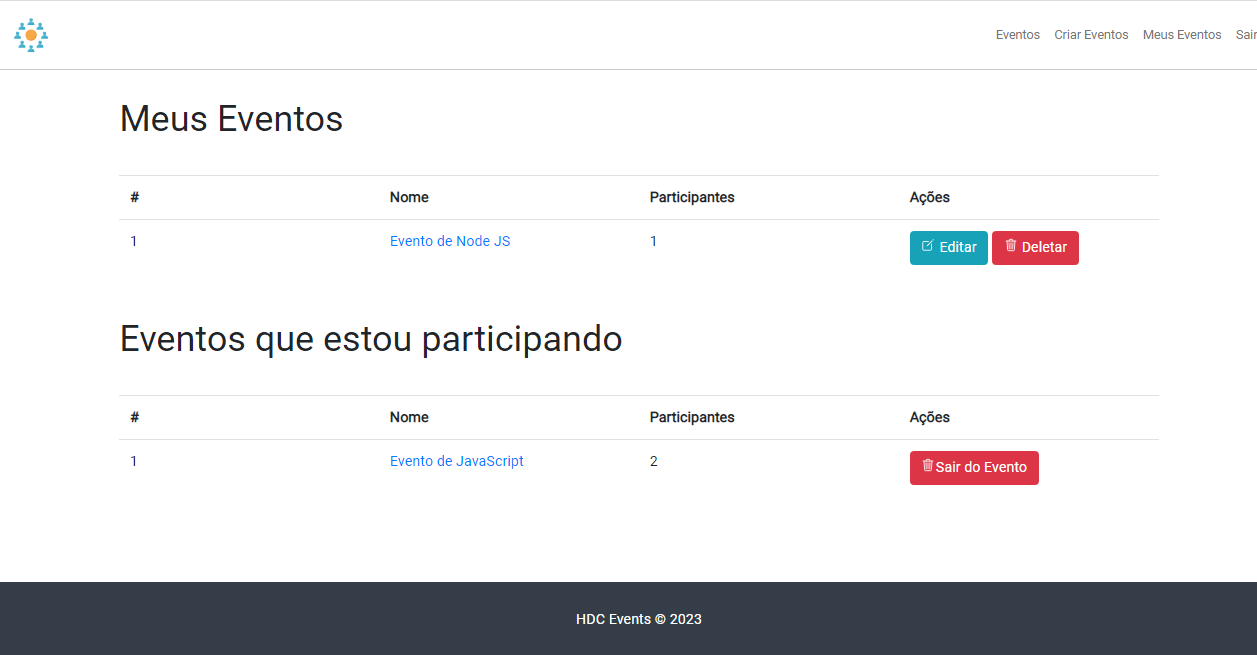 Eventos Criar Eventos Meus Eventos Sair
Meus Eventos
# Nome Participantes Ações
1 Evento de Node JS 1 Editar Deletar
Eventos que estou participando
# Nome Participantes Ações
1 Evento de JavaScript 2 Sair do Evento
HDC Events © 2023